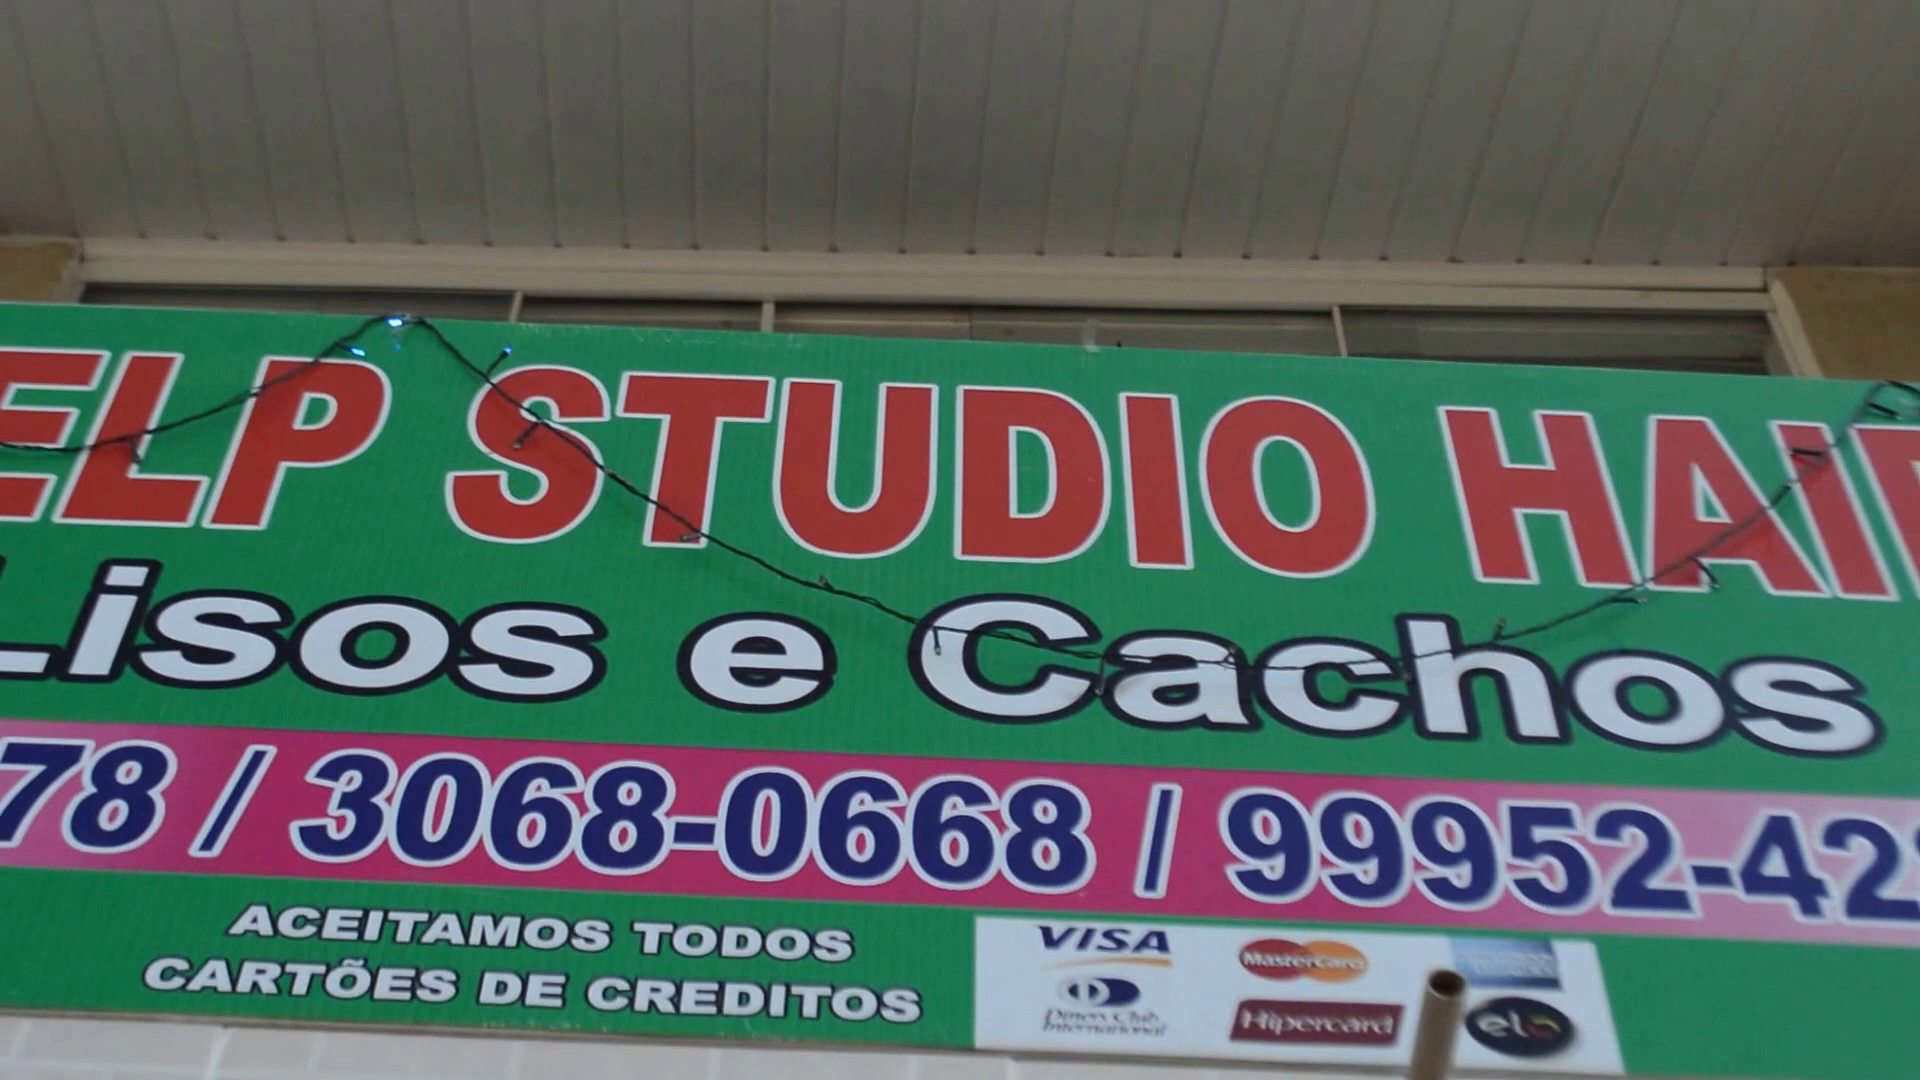 ELP STUDIO HAIR
Lisos e Cachos
78 / 3068-0668 / 99952-42
ACEITAMOS TODOS
CARTÕES DE CREDITOS
VISA MasterCard
Diners Club International Hipercard elo